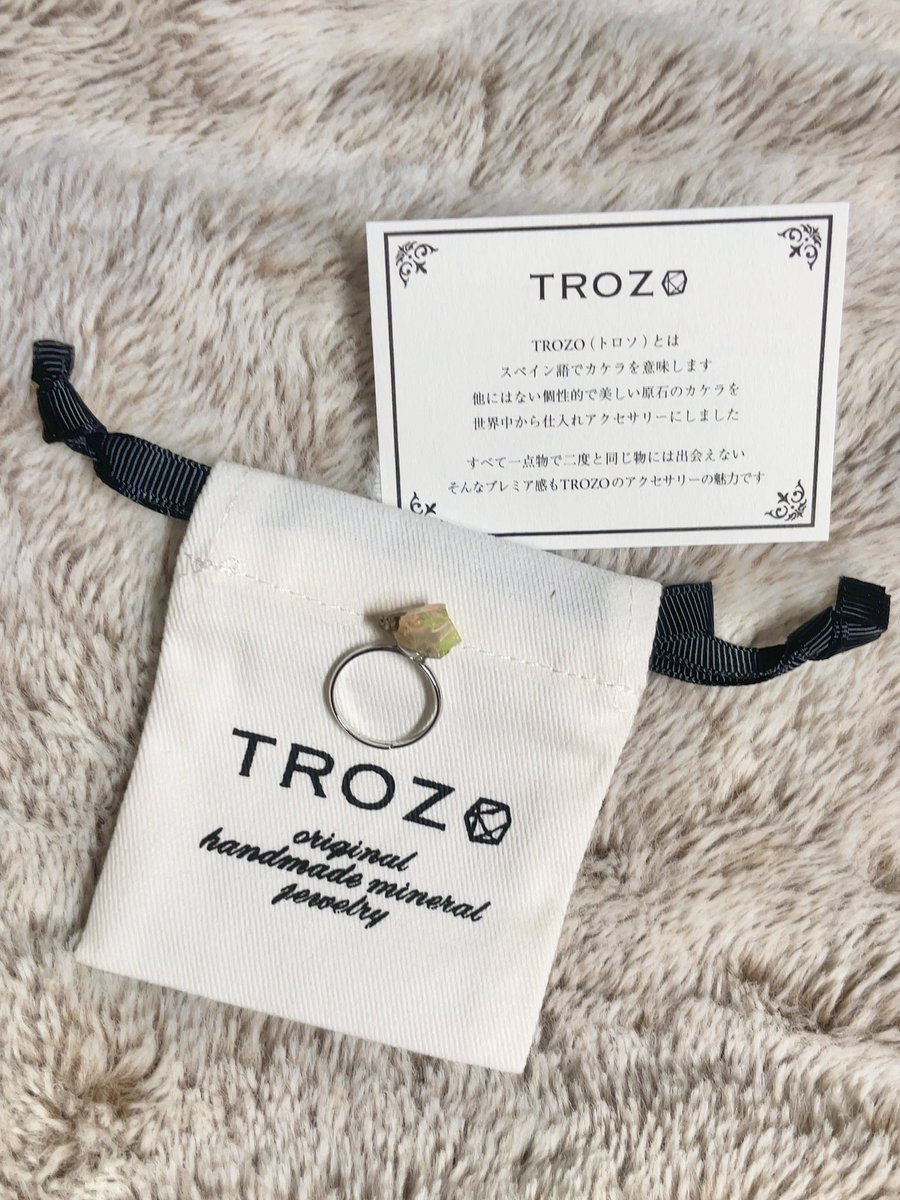 TROZO
TROZO（トロソ）とは
スペイン語でカケラを意味します
他にはない個性的で美しい原石のカケラを
世界中から仕入れアクセサリーにしました
すべて一点物で二度と同じ物には出会えない
そんなプレミア感もTROZOのアクセサリーの魅力です
TROZO
original
handmade mineral
jewelry